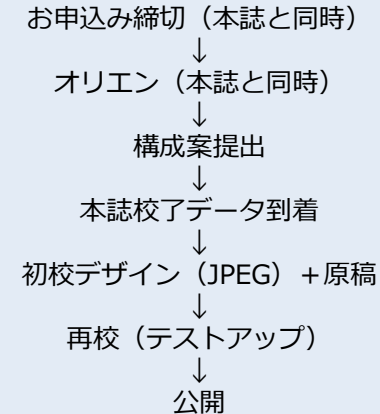 お申込み締切（本誌と同時）
↓
オリエン（本誌と同時）
↓
構成案提出
↓
本誌校了データ到着
↓
初校デザイン（JPEG）＋原稿
↓
再校（テストアップ）
↓
公開